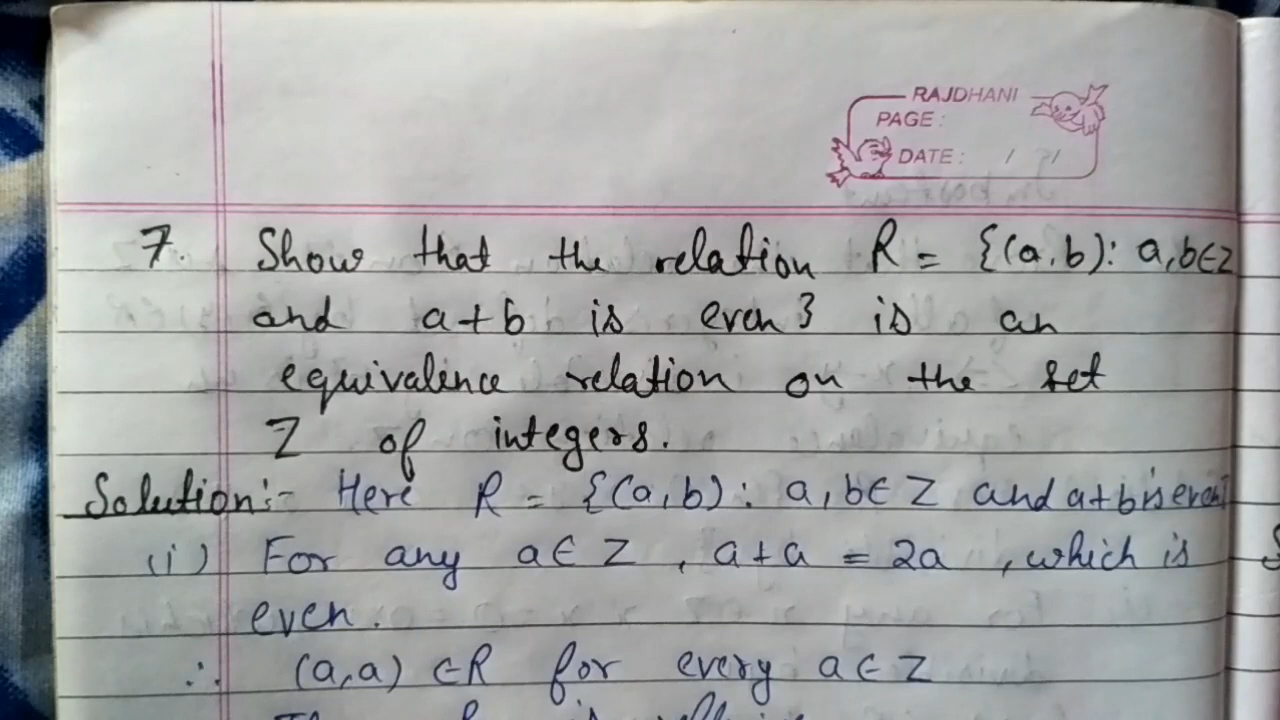 RAJDHANI
PAGE:
DATE: / /
7. Show that the relation R = {(a,b): a,b∈Z
and a+b is even} is an
equivalence relation on the set
Z of integers.
Solution:- Here R = {(a,b): a,b∈Z and a+b is even}
(i) For any a∈Z, a+a = 2a, which is
even.
∴ (a,a) ∈R for every a∈Z